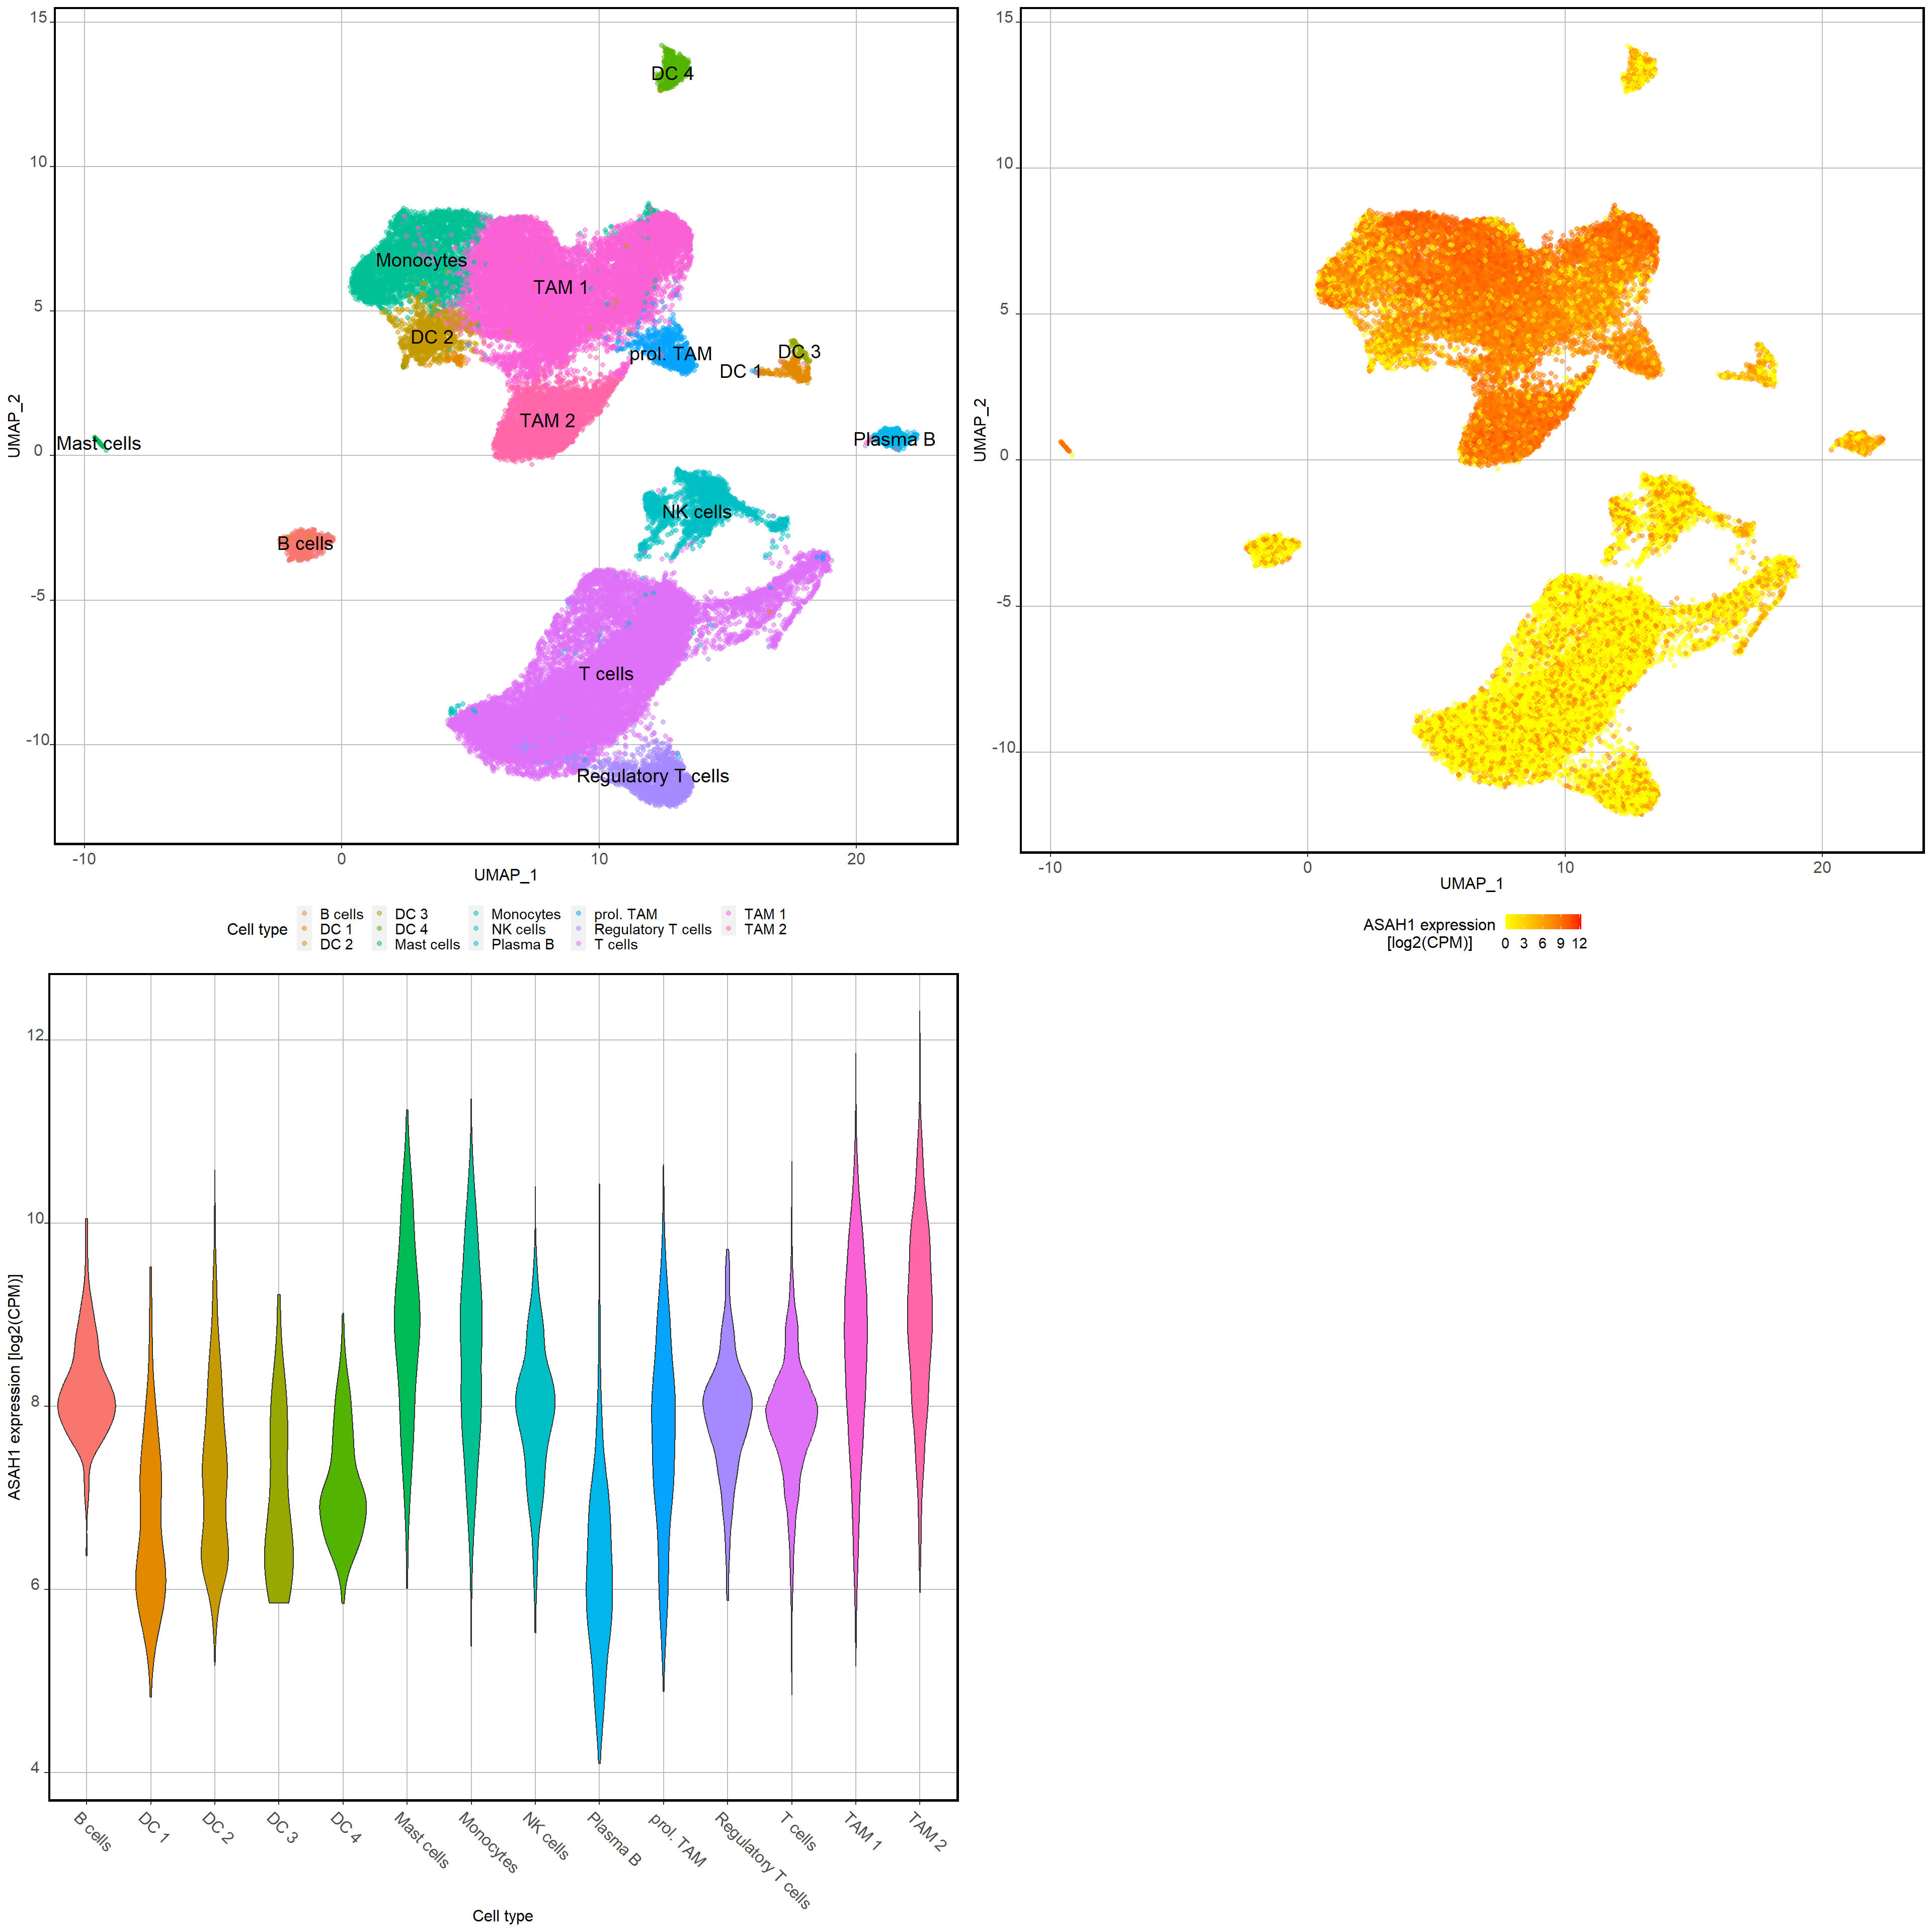 15
10
5
0
-5
-10
UMAP_2
DC 4
Monocytes
TAM 1
DC 2
prol. TAM
DC 3
DC 1
TAM 2
Mast cells
Plasma B
NK cells
B cells
T cells
Regulatory T cells
-10 0 10 20
UMAP_1
Cell type
B cells DC 3 Monocytes prol. TAM TAM 1
DC 1 DC 4 NK cells Regulatory T cells TAM 2
DC 2 Mast cells Plasma B T cells
15
10
5
0
-5
-10
UMAP_2
-10 0 10 20
UMAP_1
ASAH1 expression
[log2(CPM)]
0 3 6 9 12
12
10
8
6
4
ASAH1 expression [log2(CPM)]
B cells
DC 1
DC 2
DC 3
DC 4
Mast cells
Monocytes
NK cells
Plasma B
prol. TAM
Regulatory T cells
T cells
TAM 1
TAM 2
Cell type